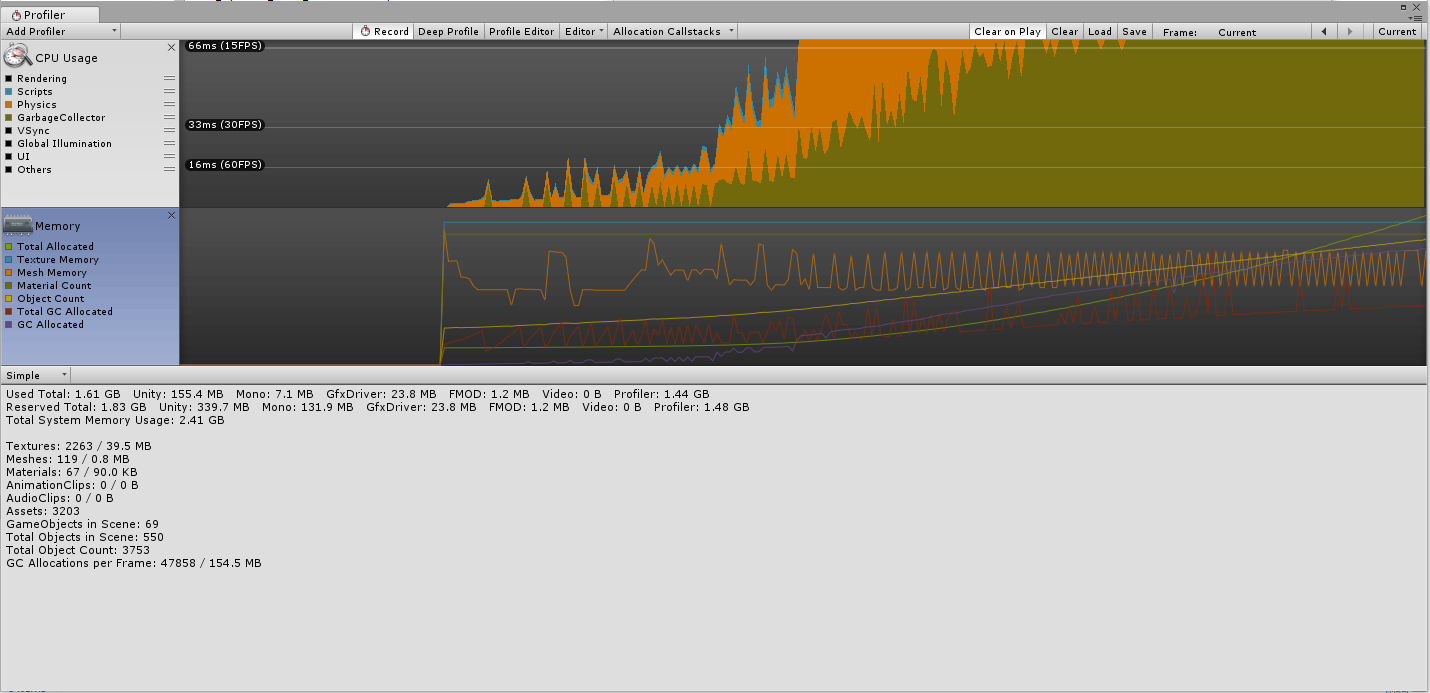 Profiler
Add Profiler Record Deep Profile Profile Editor Editor Allocation Callstacks Clear on Play Clear Load Save Frame: Current Current
CPU Usage
Rendering
Scripts
Physics
GarbageCollector
VSync
Global Illumination
UI
Others
66ms (15FPS)
33ms (30FPS)
16ms (60FPS)
Memory
Total Allocated
Texture Memory
Mesh Memory
Material Count
Object Count
Total GC Allocated
GC Allocated
Simple
Used Total: 1.61 GB Unity: 155.4 MB Mono: 7.1 MB GfxDriver: 23.8 MB FMOD: 1.2 MB Video: 0 B Profiler: 1.44 GB
Reserved Total: 1.83 GB Unity: 339.7 MB Mono: 131.9 MB GfxDriver: 23.8 MB FMOD: 1.2 MB Video: 0 B Profiler: 1.48 GB
Total System Memory Usage: 2.41 GB
Textures: 2263 / 39.5 MB
Meshes: 119 / 0.8 MB
Materials: 67 / 90.0 KB
AnimationClips: 0 / 0 B
AudioClips: 0 / 0 B
Assets: 3203
GameObjects in Scene: 69
Total Objects in Scene: 550
Total Object Count: 3753
GC Allocations per Frame: 47858 / 154.5 MB